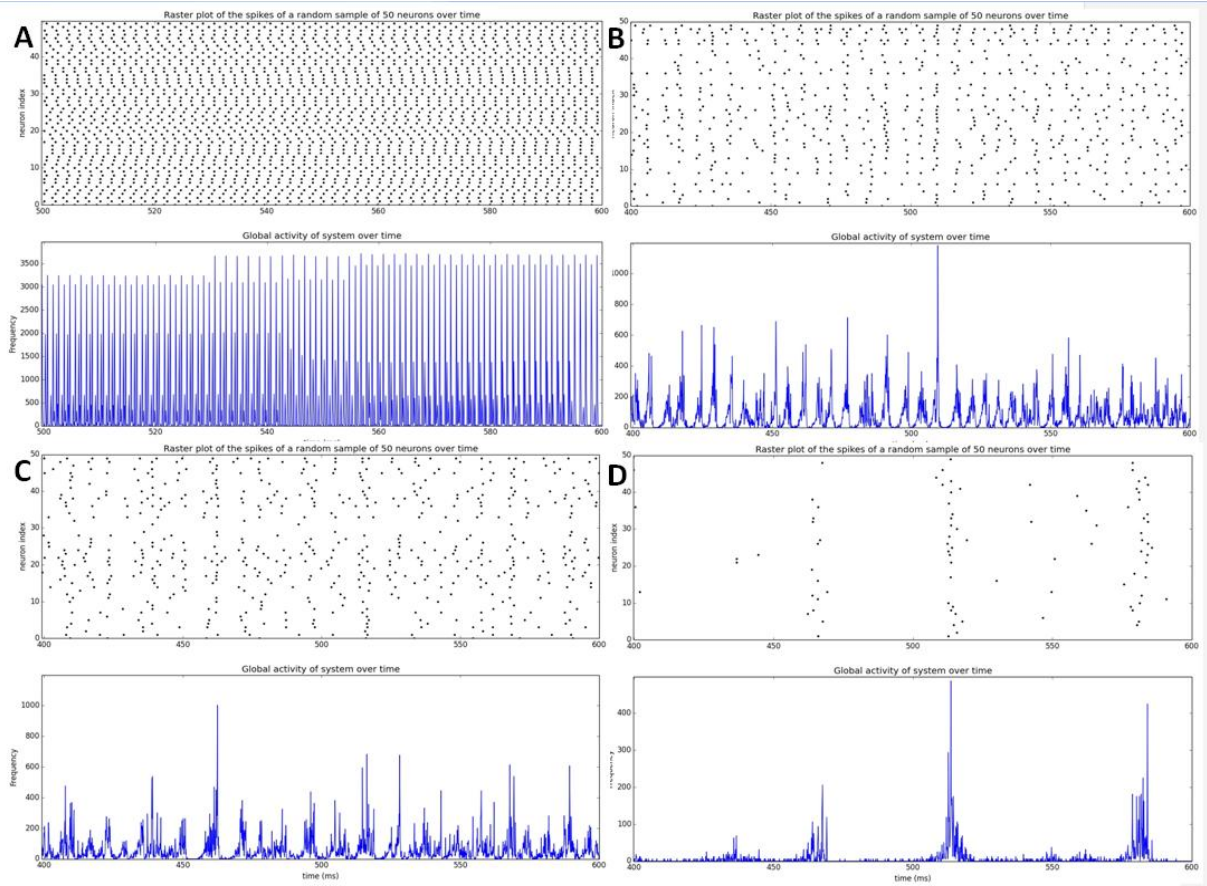 A
Raster plot of the spikes of a random sample of 50 neurons over time
neuron index
0 10 20 30 40
500 520 540 560 580 600
Global activity of system over time
Frequency
0 500 1000 1500 2000 2500 3000 3500
500 520 540 560 580 600
B
Raster plot of the spikes of a random sample of 50 neurons over time
0 10 20 30 40 50
400 450 500 550 600
Global activity of system over time
0 200 400 600 800 1000
400 450 500 550 600
C
Raster plot of the spikes of a random sample of 50 neurons over time
neuron index
0 10 20 30 40 50
400 450 500 550 600
Global activity of system over time
Frequency
0 200 400 600 800 1000
400 450 500 550 600
time (ms)
D
Raster plot of the spikes of a random sample of 50 neurons over time
neuron index
0 10 20 30 40 50
400 450 500 550 600
Global activity of system over time
0 100 200 300 400
400 450 500 550 600
time (ms)